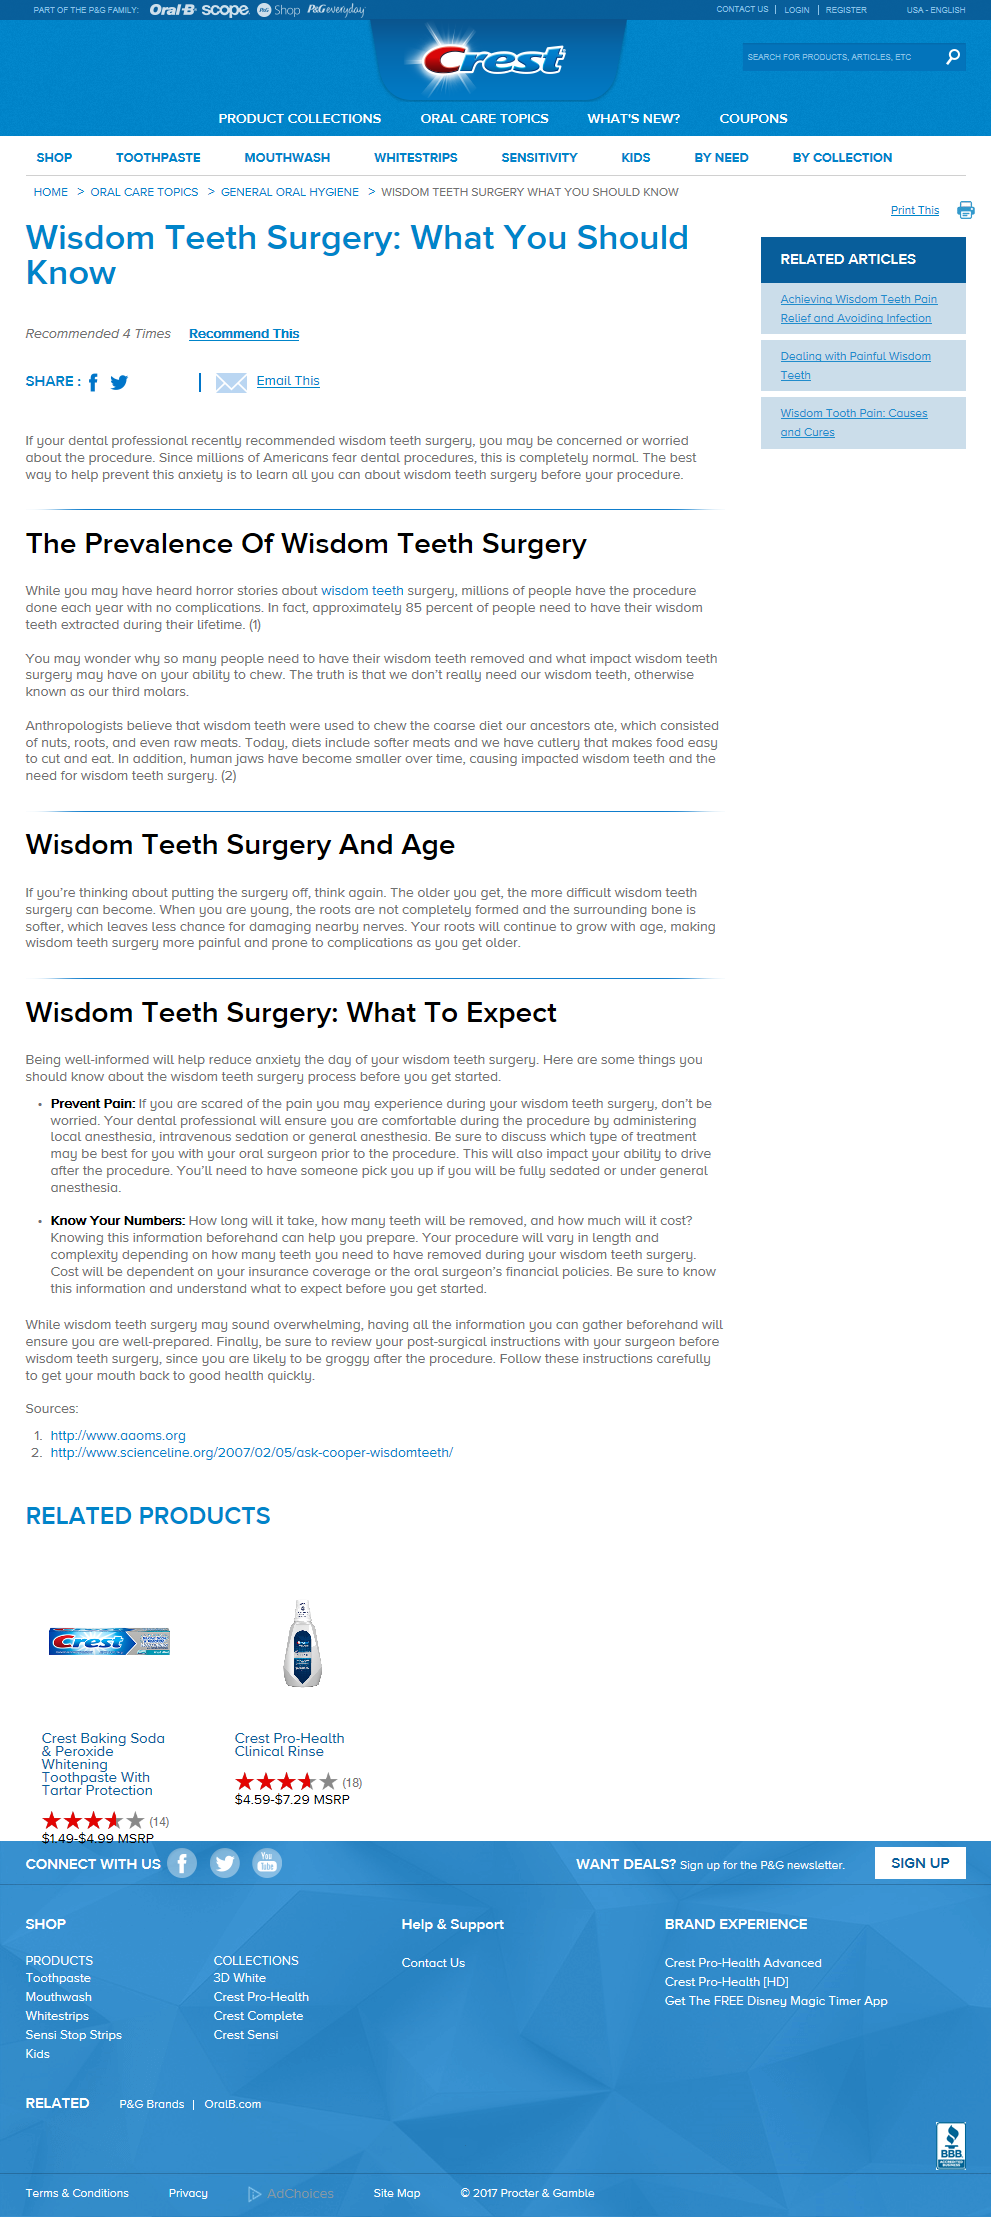 PART OF THE P&G FAMILY: Oral-B scope P&G Shop P&G everyday
CONTACT US | LOGIN | REGISTER USA - ENGLISH
Crest
SEARCH FOR PRODUCTS, ARTICLES, ETC
PRODUCT COLLECTIONS ORAL CARE TOPICS WHAT'S NEW? COUPONS
SHOP TOOTHPASTE MOUTHWASH WHITESTRIPS SENSITIVITY KIDS BY NEED BY COLLECTION
HOME > ORAL CARE TOPICS > GENERAL ORAL HYGIENE > WISDOM TEETH SURGERY WHAT YOU SHOULD KNOW
Print This
Wisdom Teeth Surgery: What You Should
Know
Recommended 4 Times Recommend This
SHARE : | Email This
RELATED ARTICLES
Achieving Wisdom Teeth Pain
Relief and Avoiding Infection
Dealing with Painful Wisdom
Teeth
Wisdom Tooth Pain: Causes
and Cures
If your dental professional recently recommended wisdom teeth surgery, you may be concerned or worried
about the procedure. Since millions of Americans fear dental procedures, this is completely normal. The best
way to help prevent this anxiety is to learn all you can about wisdom teeth surgery before your procedure.
The Prevalence Of Wisdom Teeth Surgery
While you may have heard horror stories about wisdom teeth surgery, millions of people have the procedure
done each year with no complications. In fact, approximately 85 percent of people need to have their wisdom
teeth extracted during their lifetime. (1)
You may wonder why so many people need to have their wisdom teeth removed and what impact wisdom teeth
surgery may have on your ability to chew. The truth is that we don't really need our wisdom teeth, otherwise
known as our third molars.
Anthropologists believe that wisdom teeth were used to chew the coarse diet our ancestors ate, which consisted
of nuts, roots, and even raw meats. Today, diets include softer meats and we have cutlery that makes food easy
to cut and eat. In addition, human jaws have become smaller over time, causing impacted wisdom teeth and the
need for wisdom teeth surgery. (2)
Wisdom Teeth Surgery And Age
If you're thinking about putting the surgery off, think again. The older you get, the more difficult wisdom teeth
surgery can become. When you are young, the roots are not completely formed and the surrounding bone is
softer, which leaves less chance for damaging nearby nerves. Your roots will continue to grow with age, making
wisdom teeth surgery more painful and prone to complications as you get older.
Wisdom Teeth Surgery: What To Expect
Being well-informed will help reduce anxiety the day of your wisdom teeth surgery. Here are some things you
should know about the wisdom teeth surgery process before you get started.
• Prevent Pain: If you are scared of the pain you may experience during your wisdom teeth surgery, don't be
worried. Your dental professional will ensure you are comfortable during the procedure by administering
local anesthesia, intravenous sedation or general anesthesia. Be sure to discuss which type of treatment
may be best for you with your oral surgeon prior to the procedure. This will also impact your ability to drive
after the procedure. You'll need to have someone pick you up if you will be fully sedated or under general
anesthesia.
• Know Your Numbers: How long will it take, how many teeth will be removed, and how much will it cost?
Knowing this information beforehand can help you prepare. Your procedure will vary in length and
complexity depending on how many teeth you need to have removed during your wisdom teeth surgery.
Cost will be dependent on your insurance coverage or the oral surgeon's financial policies. Be sure to know
this information and understand what to expect before you get started.
While wisdom teeth surgery may sound overwhelming, having all the information you can gather beforehand will
ensure you are well-prepared. Finally, be sure to review your post-surgical instructions with your surgeon before
wisdom teeth surgery, since you are likely to be groggy after the procedure. Follow these instructions carefully
to get your mouth back to good health quickly.
Sources:
1. http://www.aaoms.org
2. http://www.scienceline.org/2007/02/05/ask-cooper-wisdomteeth/
RELATED PRODUCTS
Crest
Crest Baking Soda
& Peroxide
Whitening
Toothpaste With
Tartar Protection
(14)
$1.49-$4.99 MSRP
Crest Pro-Health
Clinical Rinse
(18)
$4.59-$7.29 MSRP
CONNECT WITH US You Tube
WANT DEALS? Sign up for the P&G newsletter. SIGN UP
SHOP
PRODUCTS
Toothpaste
Mouthwash
Whitestrips
Sensi Stop Strips
Kids
COLLECTIONS
3D White
Crest Pro-Health
Crest Complete
Crest Sensi
Help & Support
Contact Us
BRAND EXPERIENCE
Crest Pro-Health Advanced
Crest Pro-Health [HD]
Get The FREE Disney Magic Timer App
RELATED P&G Brands | OralB.com
BBB
ACCREDITED
BUSINESS
Terms & Conditions Privacy AdChoices Site Map © 2017 Procter & Gamble